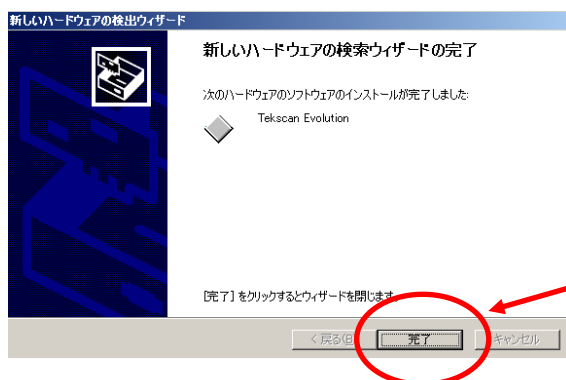 新しいハードウェアの検出ウィザード
新しいハードウェアの検索ウィザードの完了
次のハードウェアのソフトウェアのインストールが完了しました:
Tekscan Evolution
[完了] をクリックするとウィザードを閉じます。
< 戻る(B) 完了 キャンセル